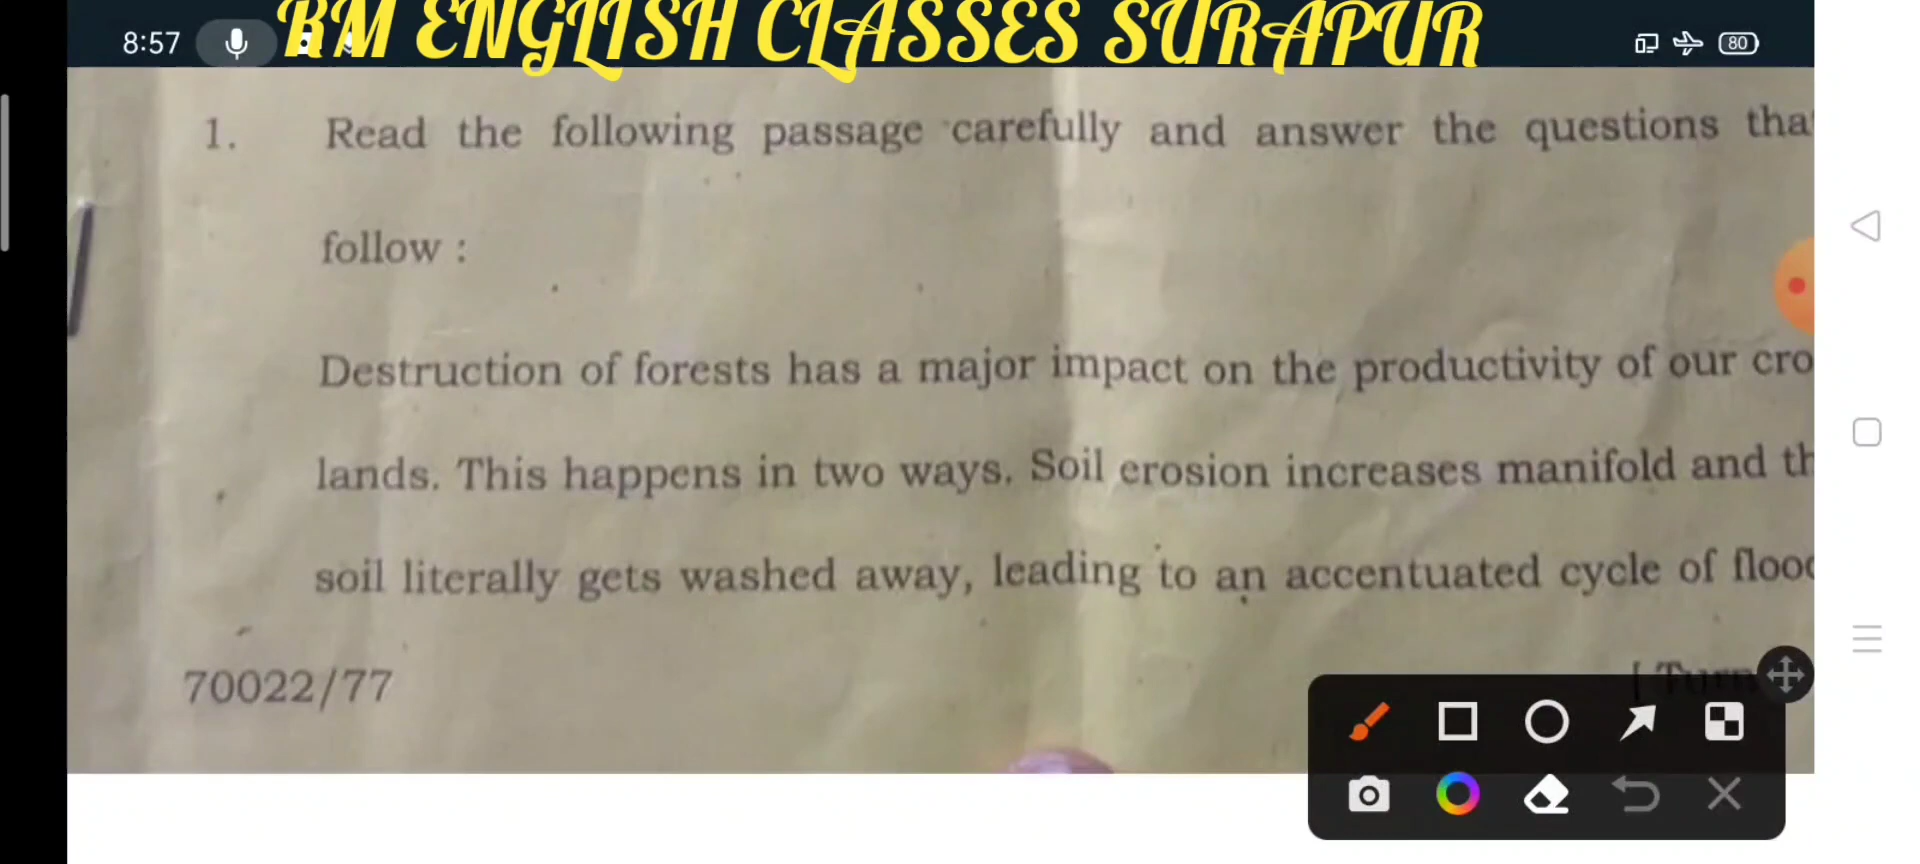 8:57
RM ENGLISH CLASSES SURAPUR
80
1. Read the following passage carefully and answer the questions tha
follow :
Destruction of forests has a major impact on the productivity of our cro
lands. This happens in two ways. Soil erosion increases manifold and th
soil literally gets washed away, leading to an accentuated cycle of flood
70022/77
[ Turn